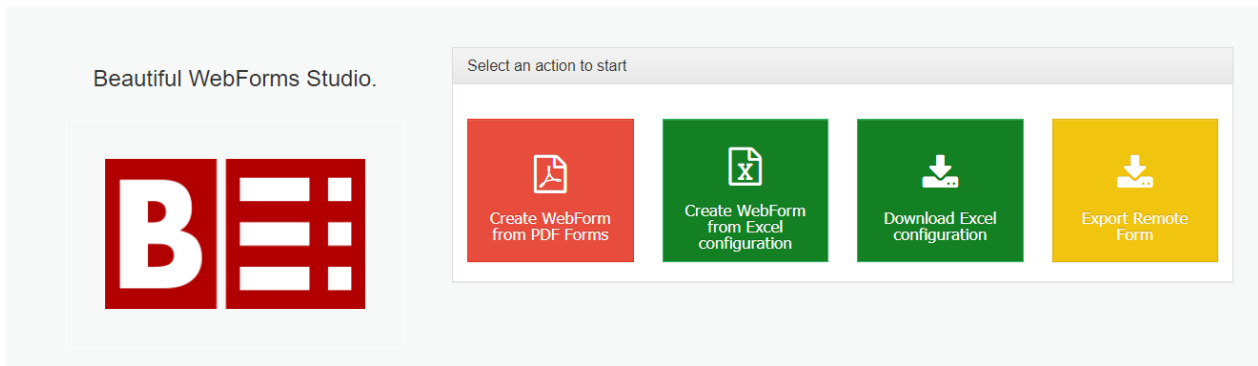 Beautiful WebForms Studio.
Select an action to start
B
Create WebForm
from PDF Forms
X
Create WebForm
from Excel
configuration
Download Excel
configuration
Export Remote
Form